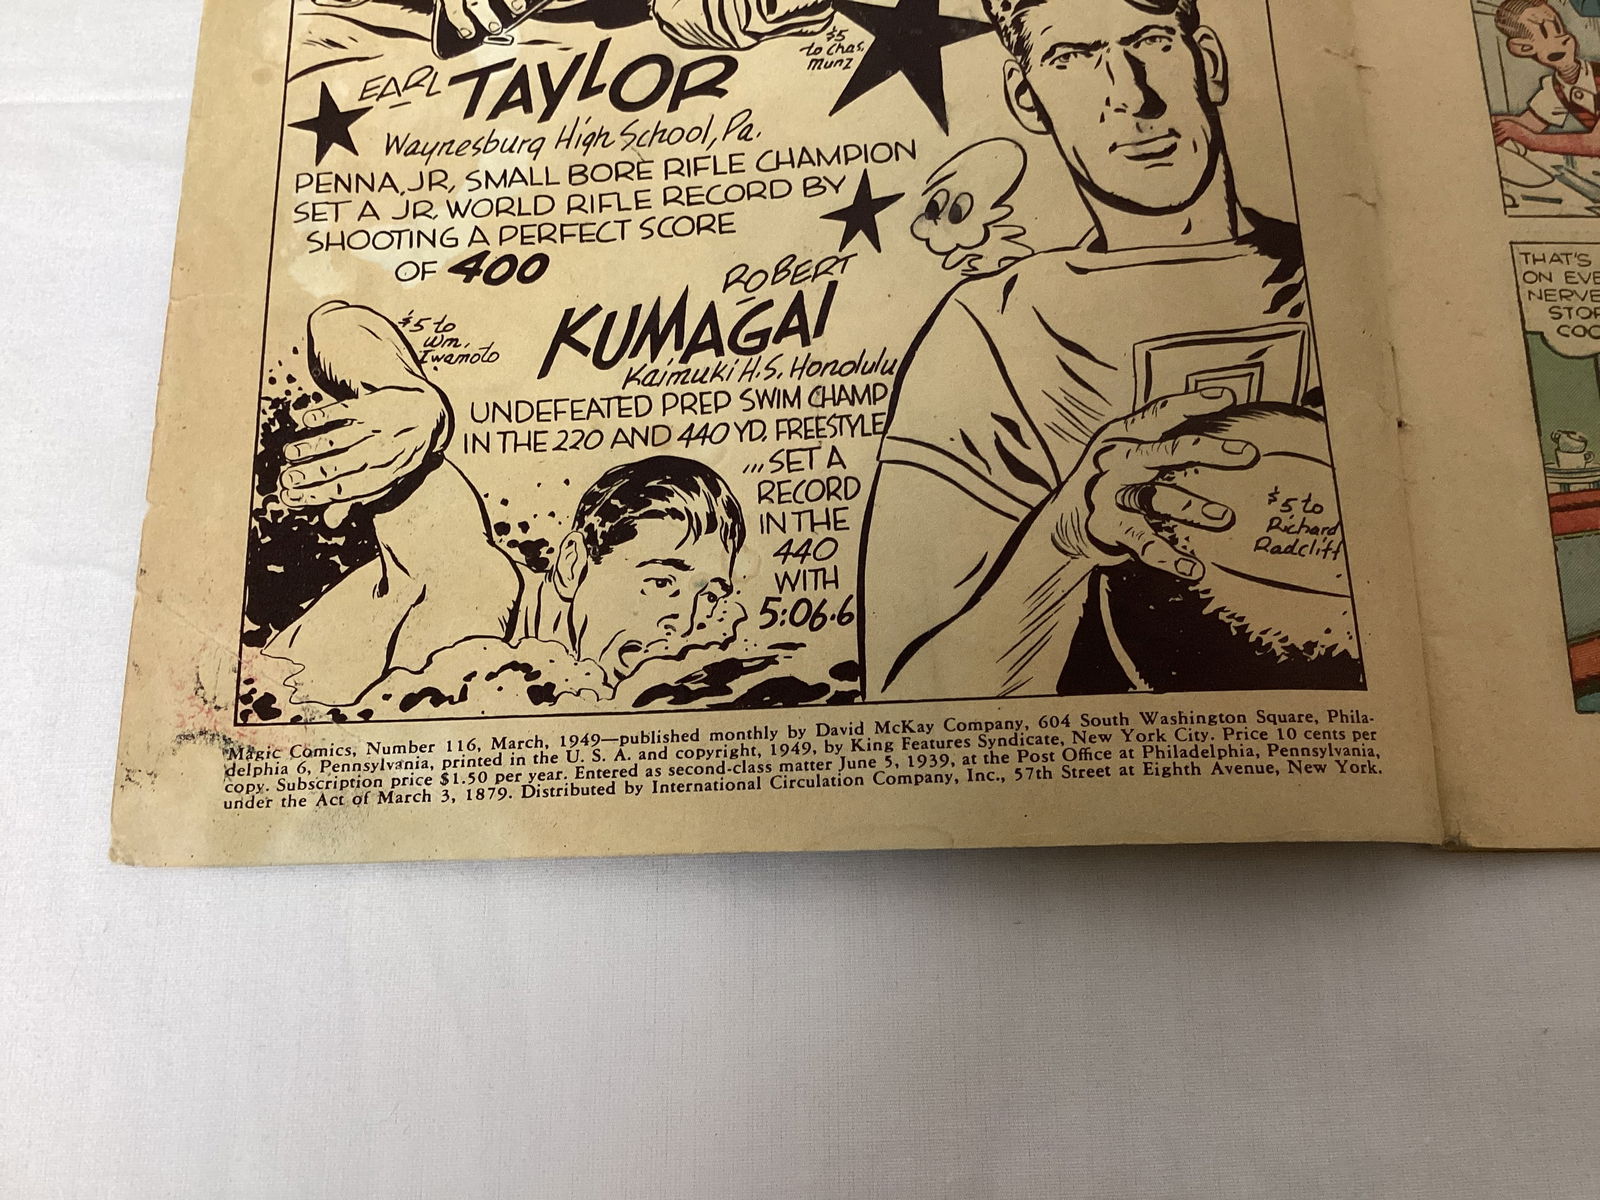 $5
to Chas.
Munz
EARL TAYLOR
Waynesburg High School, Pa.
PENNA. JR. SMALL BORE RIFLE CHAMPION
SET A JR. WORLD RIFLE RECORD BY
SHOOTING A PERFECT SCORE
OF 400
ROBERT
KUMAGAI
Kaimuki H.S. Honolulu
$5 to
Wm.
Iwamoto
UNDEFEATED PREP SWIM CHAMP
IN THE 220 AND 440 YD. FREESTYLE
...SET A
RECORD
IN THE
440
WITH
5:06.6
$5 to
Richard
Radcliff
Magic Comics, Number 116, March, 1949—published monthly by David McKay Company, 604 South Washington Square, Phila-
delphia 6, Pennsylvania, printed in the U. S. A. and copyright, 1949, by King Features Syndicate, New York City. Price 10 cents per
copy. Subscription price $1.50 per year. Entered as second-class matter June 5, 1939, at the Post Office at Philadelphia, Pennsylvania,
under the Act of March 3, 1879. Distributed by International Circulation Company, Inc., 57th Street at Eighth Avenue, New York.
THAT'S
ON
NERVE